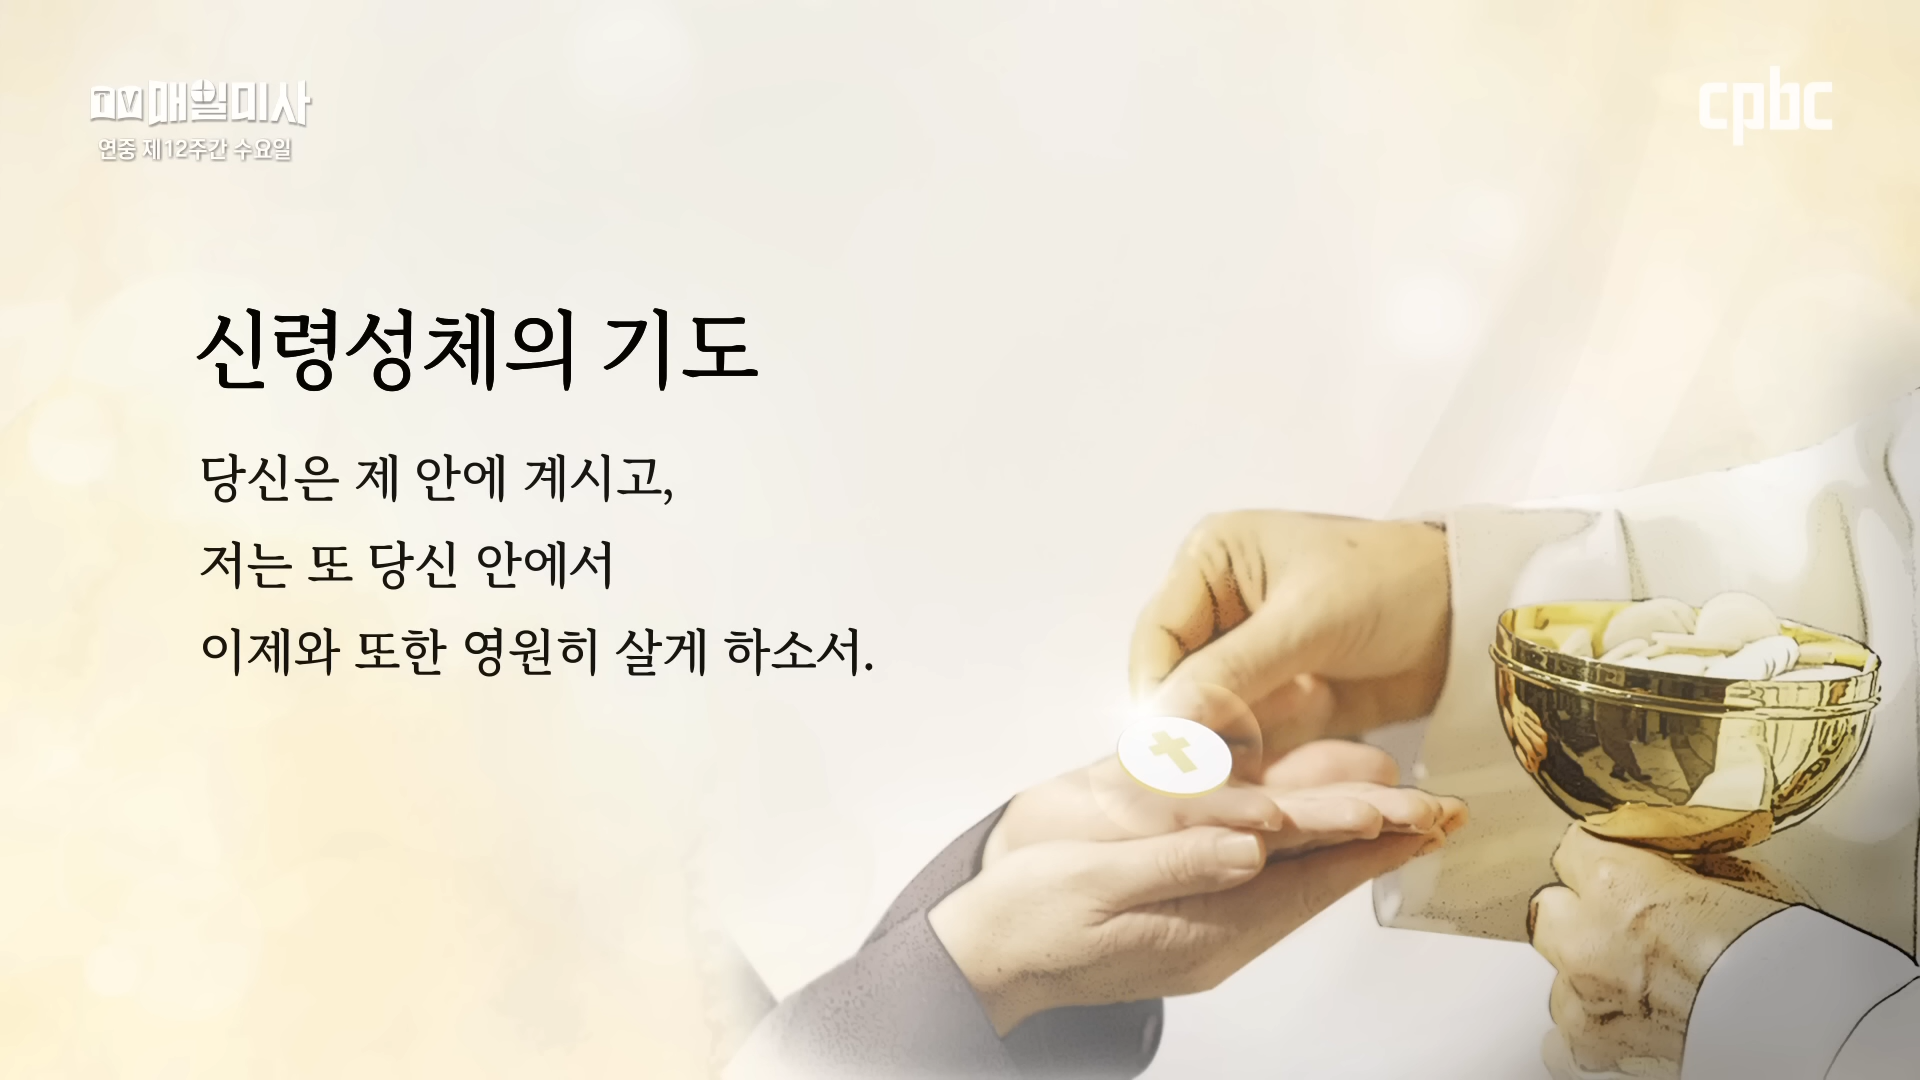 TV매일미사
연중 제12주간 수요일
cpbc
신령성체의 기도
당신은 제 안에 계시고,
저는 또 당신 안에서
이제와 또한 영원히 살게 하소서.